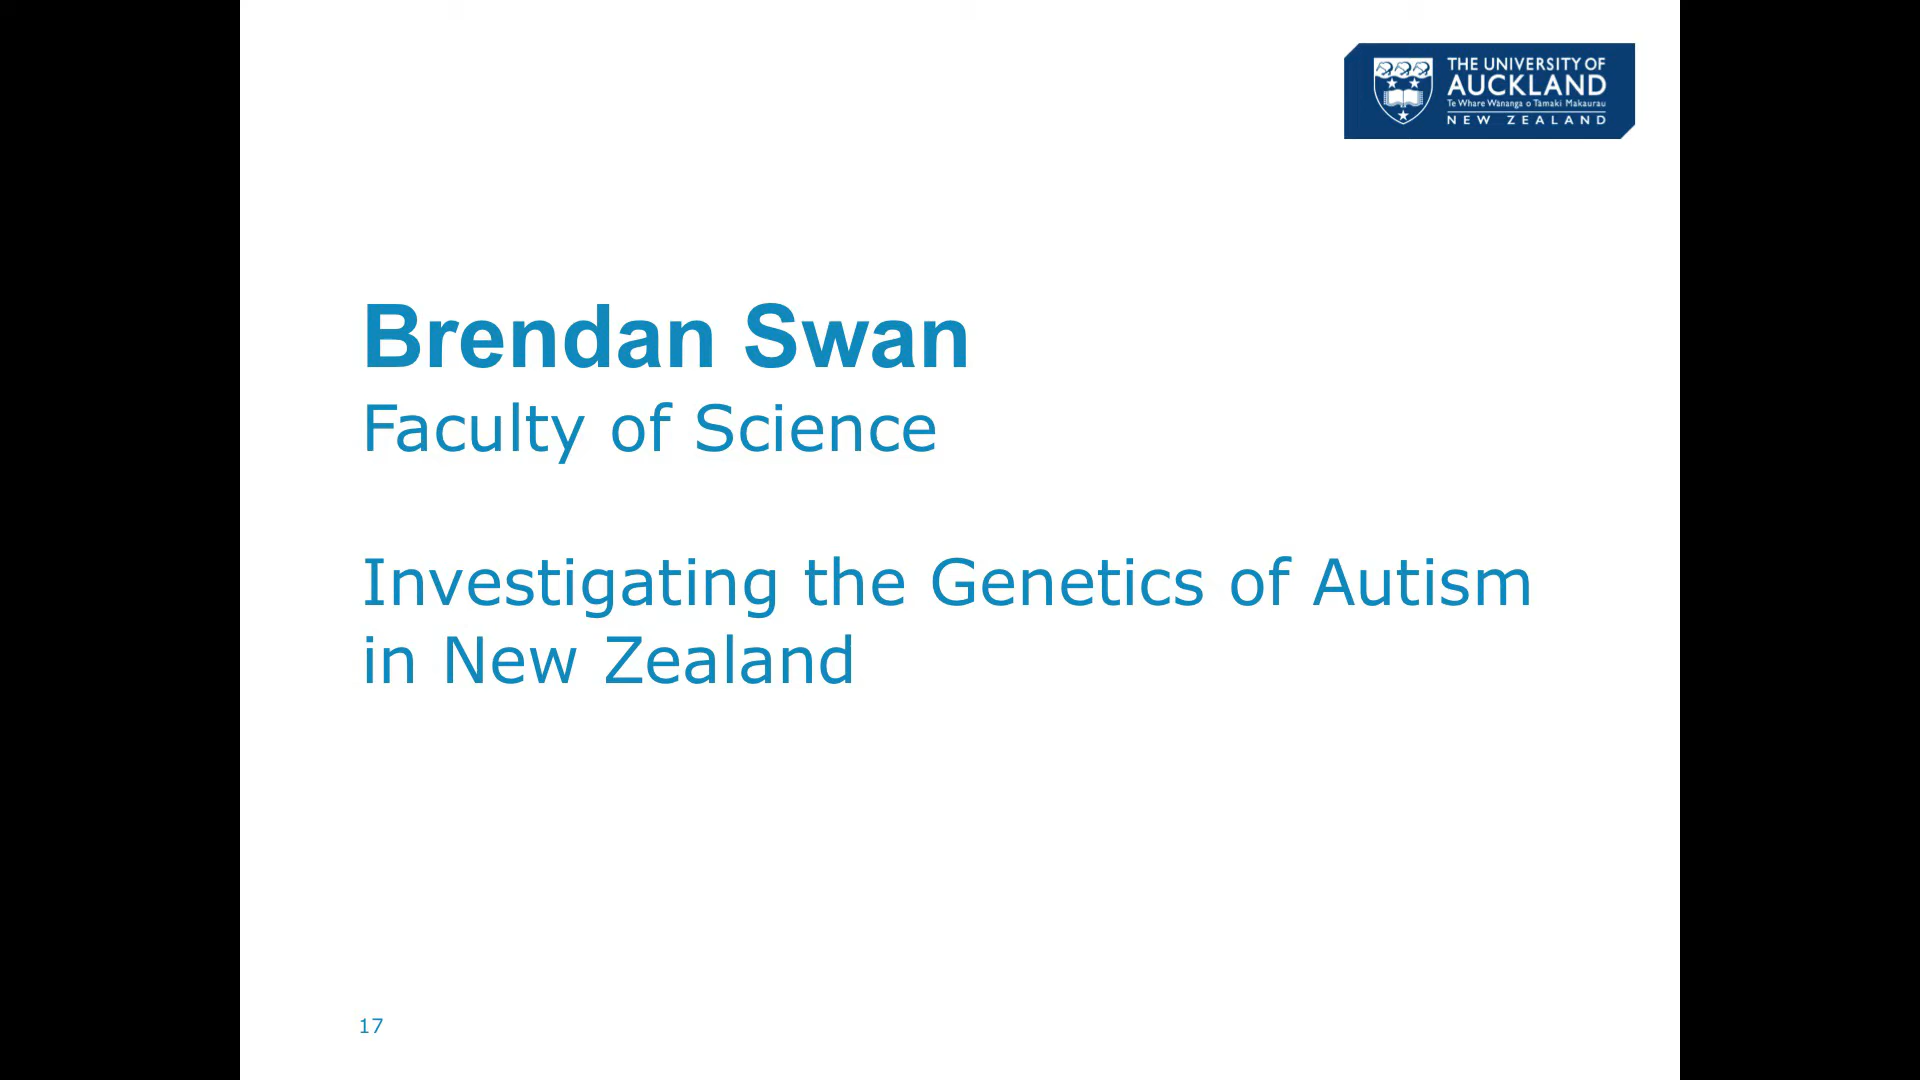 THE UNIVERSITY OF
AUCKLAND
Te Whare Wānanga o Tāmaki Makaurau
NEW ZEALAND
Brendan Swan
Faculty of Science
Investigating the Genetics of Autism
in New Zealand
17